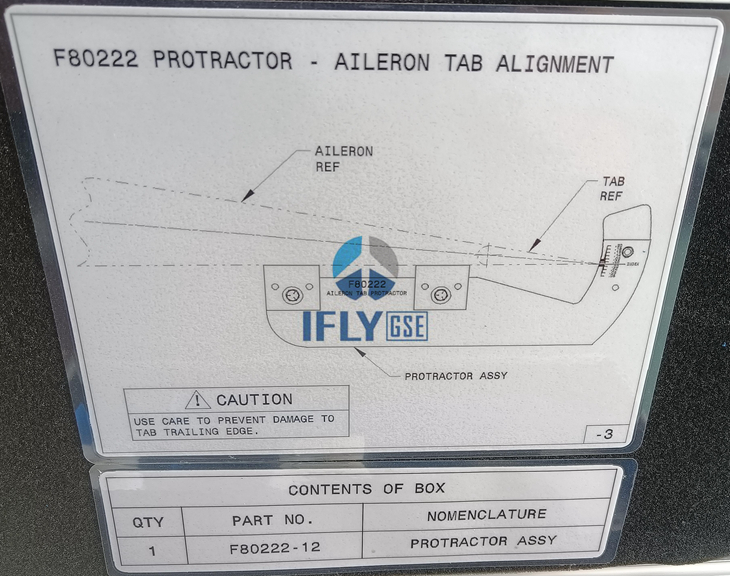 F80222 PROTRACTOR - AILERON TAB ALIGNMENT
AILERON
REF
TAB
REF
F80222
AILERON TAB PROTRACTOR
IFLY GSE
PROTRACTOR ASSY
CAUTION
USE CARE TO PREVENT DAMAGE TO
TAB TRAILING EDGE.
-3
CONTENTS OF BOX
QTY PART NO. NOMENCLATURE
1 F80222-12 PROTRACTOR ASSY